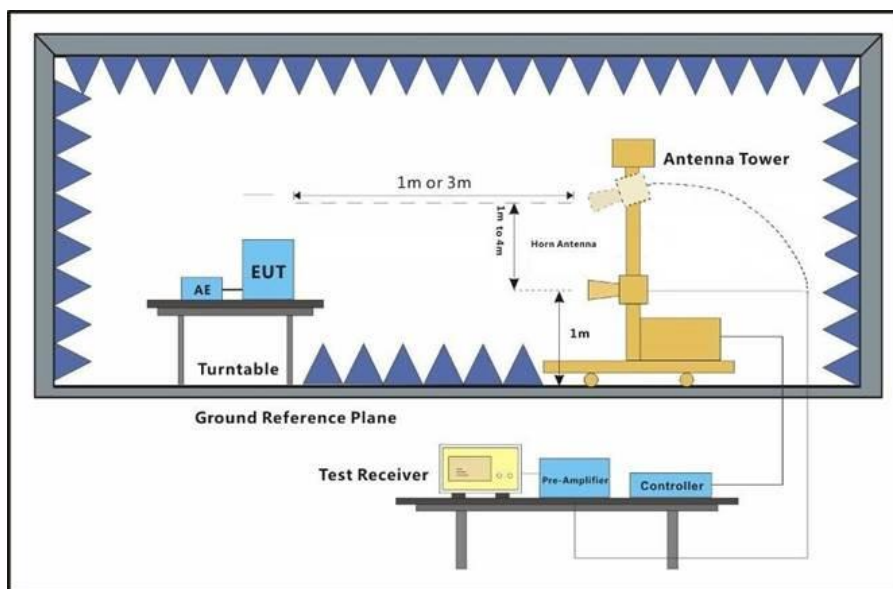 Antenna Tower
1m or 3m
1m to 4m
Horn Antenna
EUT
AE
1m
Turntable
Ground Reference Plane
Test Receiver
Pre-Amplifier
Controller